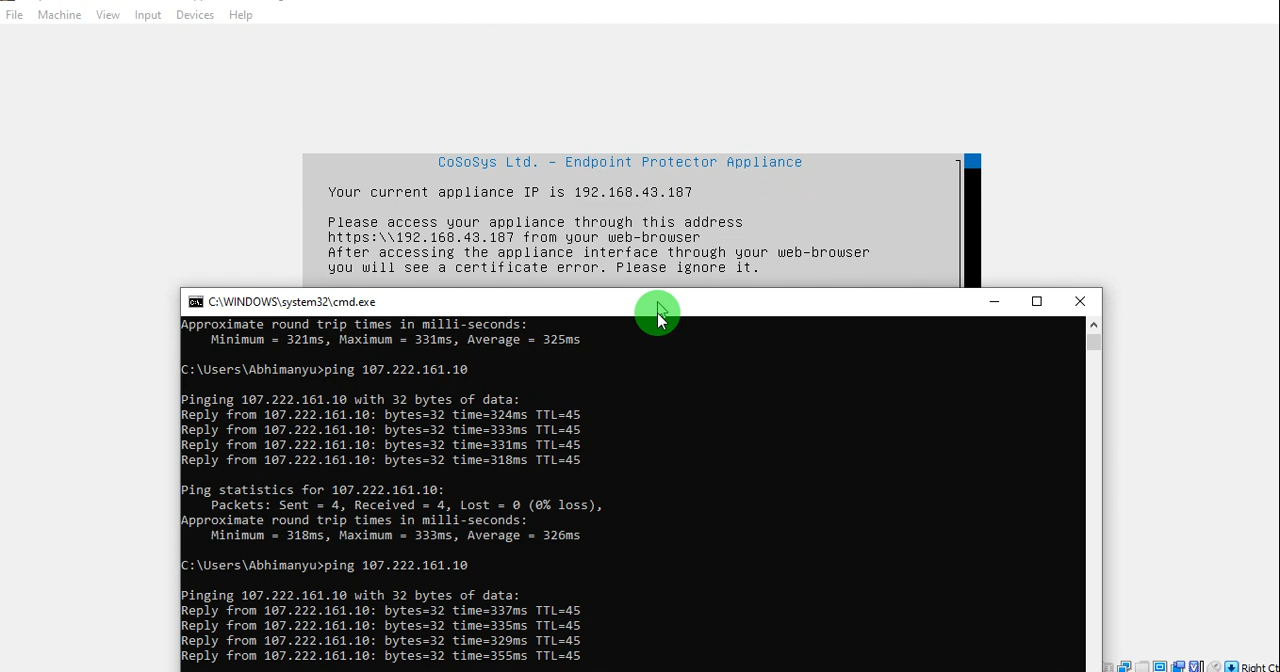 File Machine View Input Devices Help
CoSoSys Ltd. - Endpoint Protector Appliance
Your current appliance IP is 192.168.43.187
Please access your appliance through this address
https:\\192.168.43.187 from your web-browser
After accessing the appliance interface through your web-browser
you will see a certificate error. Please ignore it.
C:\WINDOWS\system32\cmd.exe
Approximate round trip times in milli-seconds:
Minimum = 321ms, Maximum = 331ms, Average = 325ms
C:\Users\Abhimanyu>ping 107.222.161.10
Pinging 107.222.161.10 with 32 bytes of data:
Reply from 107.222.161.10: bytes=32 time=324ms TTL=45
Reply from 107.222.161.10: bytes=32 time=333ms TTL=45
Reply from 107.222.161.10: bytes=32 time=331ms TTL=45
Reply from 107.222.161.10: bytes=32 time=318ms TTL=45
Ping statistics for 107.222.161.10:
Packets: Sent = 4, Received = 4, Lost = 0 (0% loss),
Approximate round trip times in milli-seconds:
Minimum = 318ms, Maximum = 333ms, Average = 326ms
C:\Users\Abhimanyu>ping 107.222.161.10
Pinging 107.222.161.10 with 32 bytes of data:
Reply from 107.222.161.10: bytes=32 time=337ms TTL=45
Reply from 107.222.161.10: bytes=32 time=335ms TTL=45
Reply from 107.222.161.10: bytes=32 time=329ms TTL=45
Reply from 107.222.161.10: bytes=32 time=355ms TTL=45
Right Ct